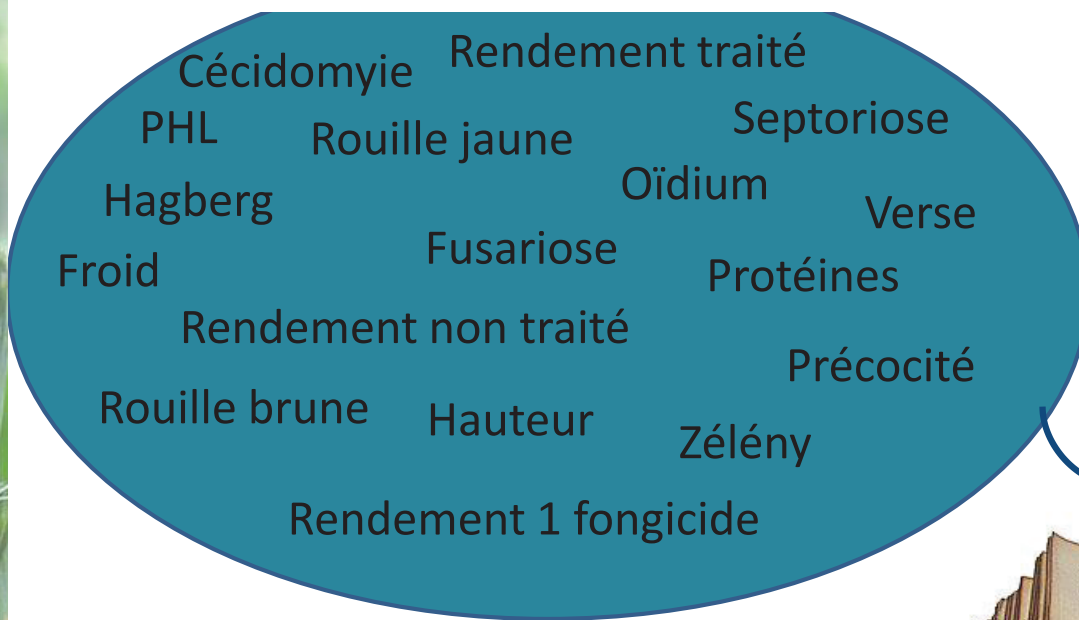 Rendement traité
Cécidomyie
Septoriose
PHL
Rouille jaune
Oïdium
Hagberg
Verse
Fusariose
Froid
Protéines
Rendement non traité
Précocité
Rouille brune
Hauteur
Zélény
Rendement 1 fongicide